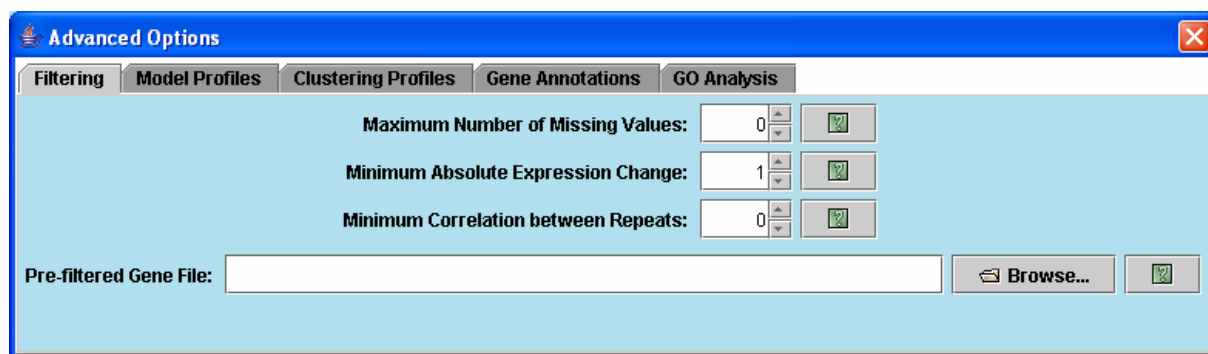 Advanced Options
Filtering Model Profiles Clustering Profiles Gene Annotations GO Analysis
Maximum Number of Missing Values: 0
Minimum Absolute Expression Change: 1
Minimum Correlation between Repeats: 0
Pre-filtered Gene File: Browse...